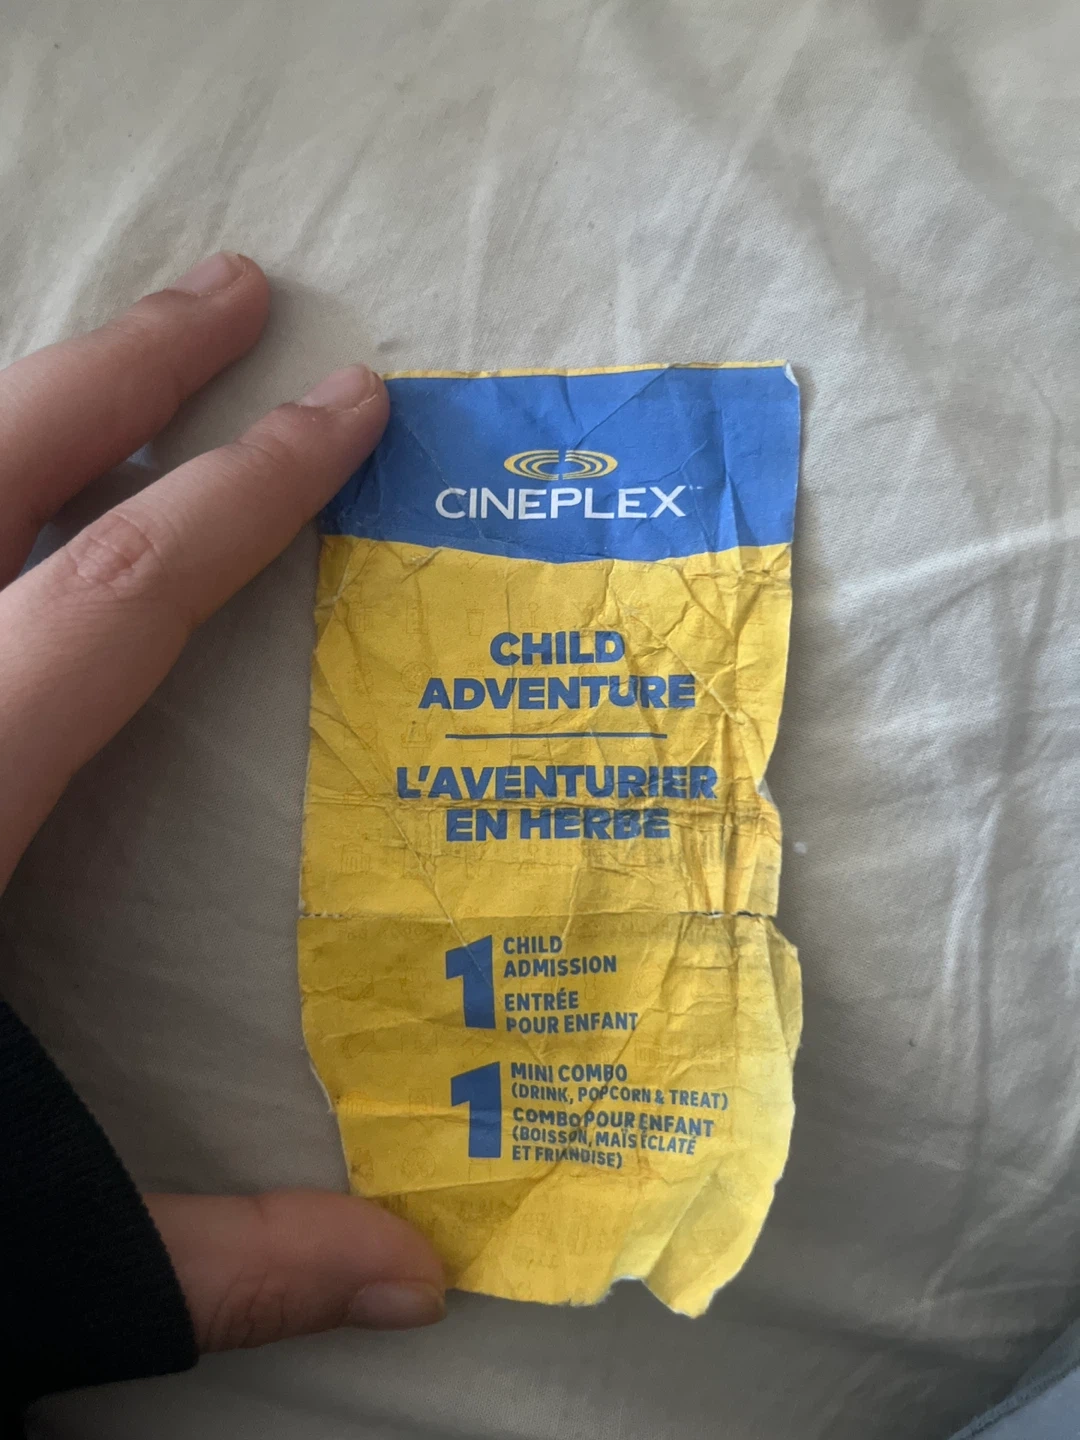 CINEPLEX™
CHILD
ADVENTURE
L'AVENTURIER
EN HERBE
1 CHILD
ADMISSION
ENTRÉE
POUR ENFANT
1 MINI COMBO
(DRINK, POPCORN & TREAT)
COMBO POUR ENFANT
(BOISSON, MAÏS ÉCLATÉ
ET FRIANDISE)